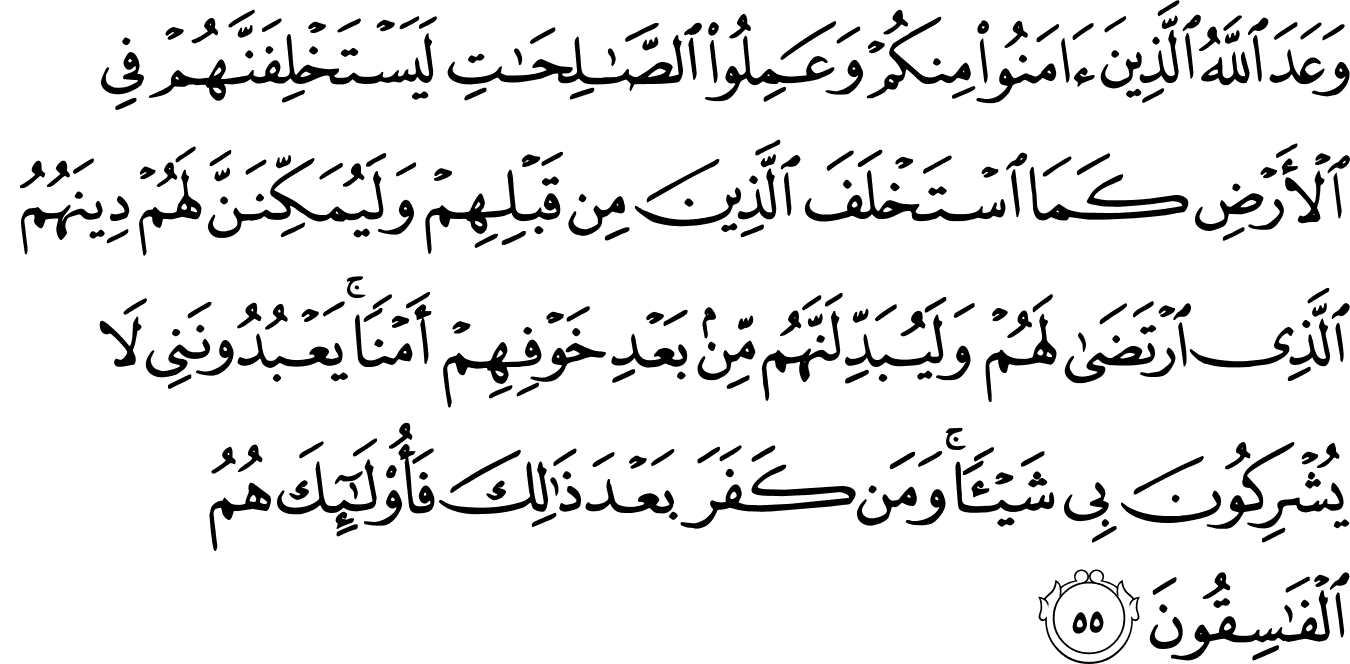 وَعَدَ ٱللَّهُ ٱلَّذِينَ ءَامَنُوا۟ مِنكُمْ وَعَمِلُوا۟ ٱلصَّـٰلِحَـٰتِ لَيَسْتَخْلِفَنَّهُمْ فِى
ٱلْأَرْضِ كَمَا ٱسْتَخْلَفَ ٱلَّذِينَ مِن قَبْلِهِمْ وَلَيُمَكِّنَنَّ لَهُمْ دِينَهُمُ
ٱلَّذِى ٱرْتَضَىٰ لَهُمْ وَلَيُبَدِّلَنَّهُم مِّنۢ بَعْدِ خَوْفِهِمْ أَمْنًا ۚ يَعْبُدُونَنِى لَا
يُشْرِكُونَ بِى شَيْـًٔا ۚ وَمَن كَفَرَ بَعْدَ ذَٰلِكَ فَأُو۟لَـٰٓئِكَ هُمُ
ٱلْفَـٰسِقُونَ ٥٥